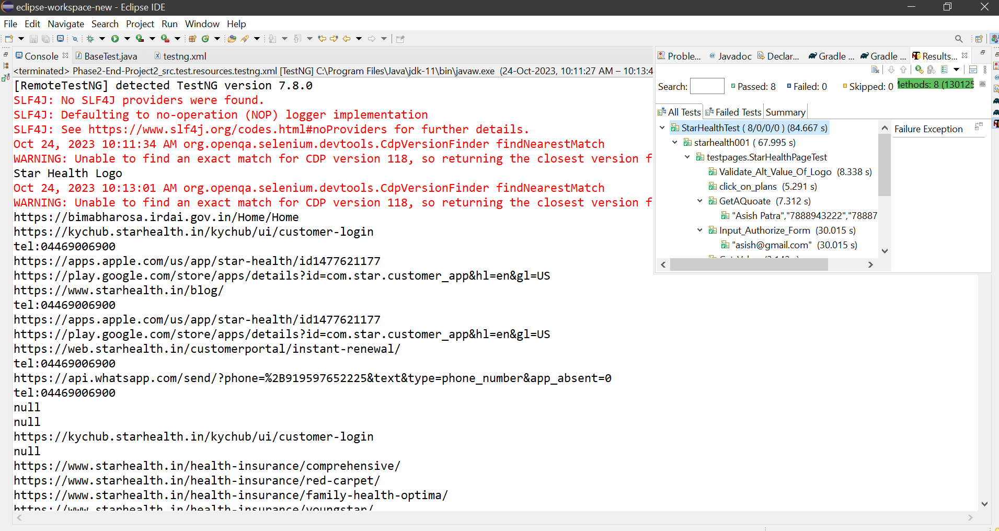 eclipse-workspace-new - Eclipse IDE
File Edit Navigate Search Project Run Window Help
Console BaseTest.java testng.xml
<terminated> Phase2-End-Project2_src.test.resources.testng.xml [TestNG] C:\Program Files\Java\jdk-11\bin\javaw.exe (24-Oct-2023, 10:11:27 AM – 10:13:4
[RemoteTestNG] detected TestNG version 7.8.0
SLF4J: No SLF4J providers were found.
SLF4J: Defaulting to no-operation (NOP) logger implementation
SLF4J: See https://www.slf4j.org/codes.html#noProviders for further details.
Oct 24, 2023 10:11:34 AM org.openqa.selenium.devtools.CdpVersionFinder findNearestMatch
WARNING: Unable to find an exact match for CDP version 118, so returning the closest version f
Star Health Logo
Oct 24, 2023 10:13:01 AM org.openqa.selenium.devtools.CdpVersionFinder findNearestMatch
WARNING: Unable to find an exact match for CDP version 118, so returning the closest version f
https://bimabharosa.irdai.gov.in/Home/Home
https://kychub.starhealth.in/kychub/ui/customer-login
tel:04469006900
https://apps.apple.com/us/app/star-health/id1477621177
https://play.google.com/store/apps/details?id=com.star.customer_app&hl=en&gl=US
https://www.starhealth.in/blog/
tel:04469006900
https://apps.apple.com/us/app/star-health/id1477621177
https://play.google.com/store/apps/details?id=com.star.customer_app&hl=en&gl=US
https://web.starhealth.in/customerportal/instant-renewal/
tel:04469006900
https://api.whatsapp.com/send/?phone=%2B919597652225&text&type=phone_number&app_absent=0
tel:04469006900
null
null
https://kychub.starhealth.in/kychub/ui/customer-login
null
https://www.starhealth.in/health-insurance/comprehensive/
https://www.starhealth.in/health-insurance/red-carpet/
https://www.starhealth.in/health-insurance/family-health-optima/
https://www.starhealth.in/health-insurance/youngstar/
Proble... Javadoc Declar... Gradle ... Gradle ... Results...
Search: Passed: 8 Failed: 0 Skipped: 0 Methods: 8 (130125
All Tests Failed Tests Summary
StarHealthTest ( 8/0/0/0 ) (84.667 s)
starhealth001 ( 67.995 s)
testpages.StarHealthPageTest
Validate_Alt_Value_Of_Logo (8.338 s)
click_on_plans (5.291 s)
GetAQuoate (7.312 s)
"Asish Patra","7888943222","78887
Input_Authorize_Form (30.015 s)
"asish@gmail.com" (30.015 s)
Failure Exception